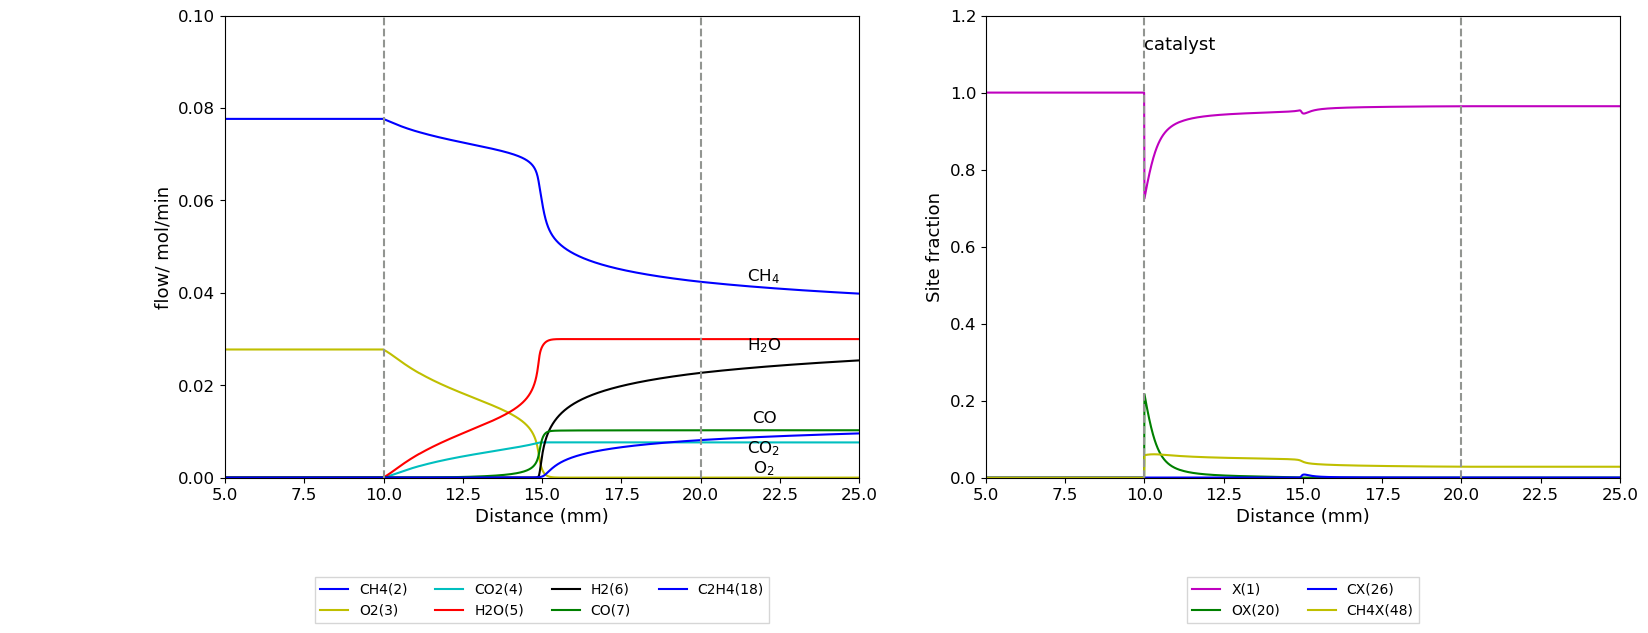 0.10
0.08
0.06
0.04
0.02
0.00
flow/ mol/min
CH4
H2O
CO
CO2
O2
5.0 7.5 10.0 12.5 15.0 17.5 20.0 22.5 25.0
Distance (mm)
CH4(2) CO2(4) H2(6) C2H4(18)
O2(3) H2O(5) CO(7)
1.2
1.0
0.8
0.6
0.4
0.2
0.0
Site fraction
catalyst
5.0 7.5 10.0 12.5 15.0 17.5 20.0 22.5 25.0
Distance (mm)
X(1) CX(26)
OX(20) CH4X(48)